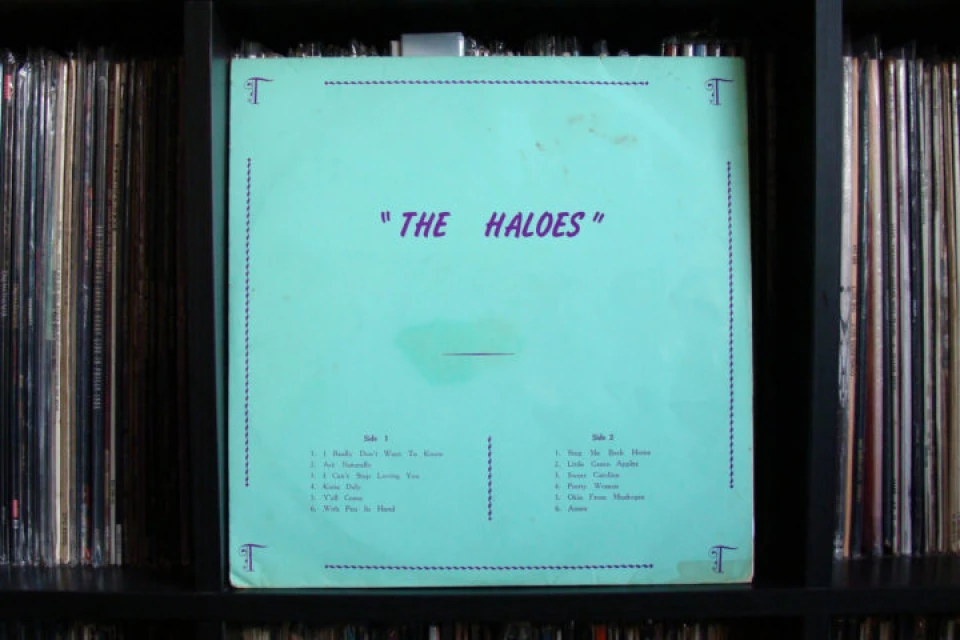 T T
" THE HALOES "
Side 1
1. I Really Don't Want To Know
2. Act Naturally
3. I Can't Stop Loving You
4. Katie Daly
5. Y'all Come
6. With Pen In Hand
Side 2
1. Sing Me Back Home
2. Little Green Apples
3. Sweet Caroline
4. Pretty Woman
5. Okie From Muskogee
6. Annie
T T